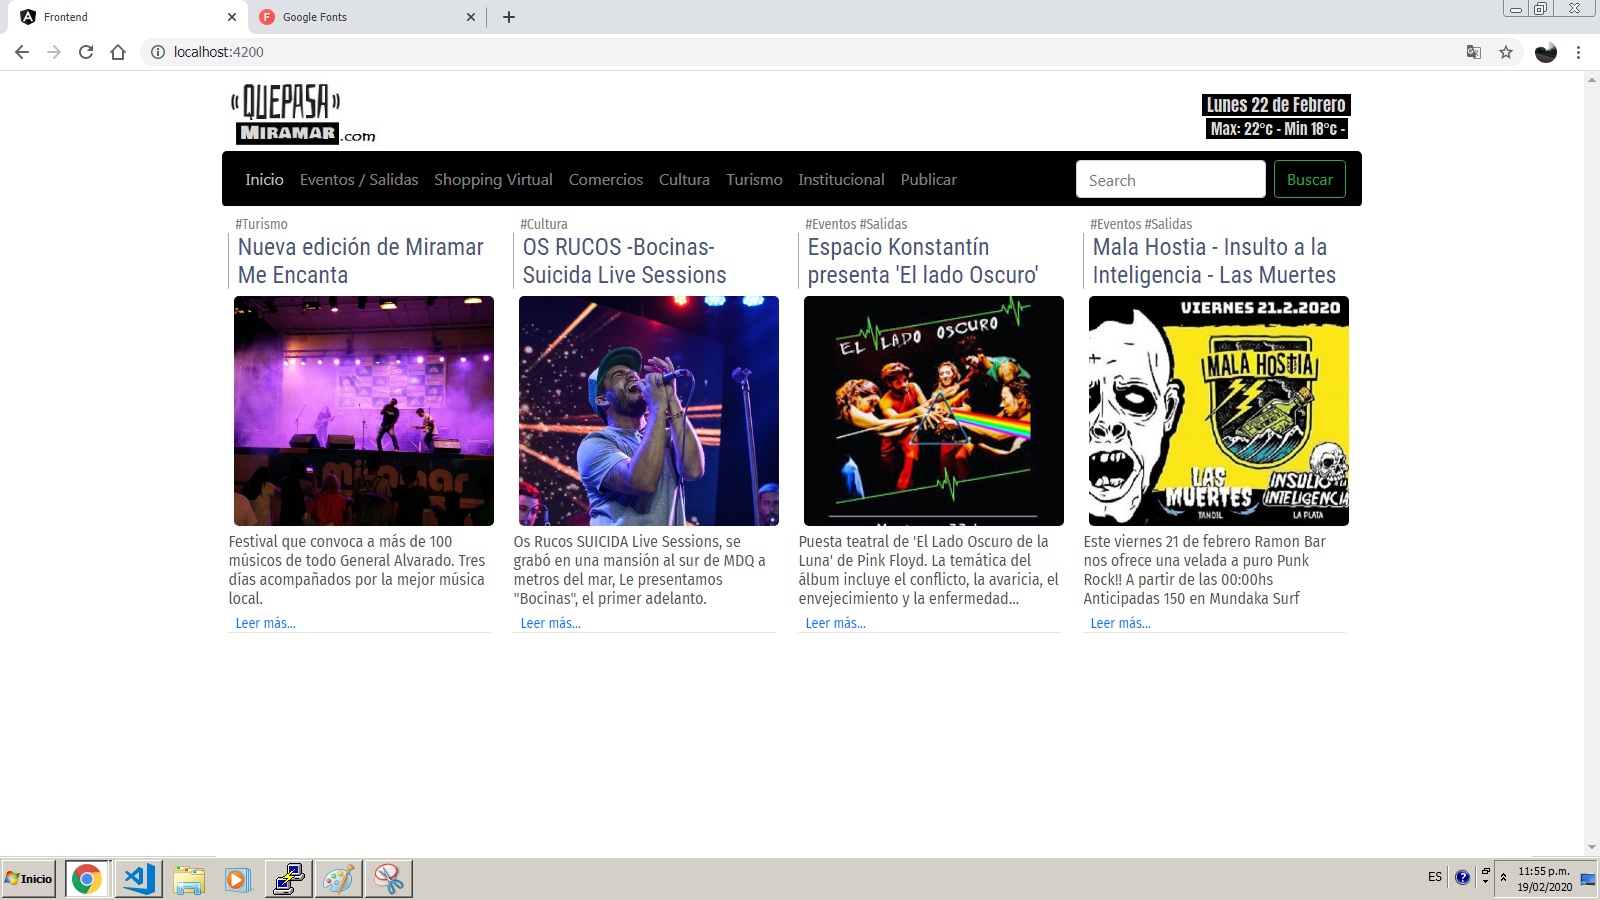 Frontend
Google Fonts
localhost:4200
QUEPASA
MIRAMAR.com
Lunes 22 de Febrero
Max: 22°c - Min 18°c -
Inicio Eventos / Salidas Shopping Virtual Comercios Cultura Turismo Institucional Publicar Search Buscar
#Turismo
Nueva edición de Miramar
Me Encanta
miramar
Festival que convoca a más de 100
músicos de todo General Alvarado. Tres
días acompañados por la mejor música
local.
Leer más...
#Cultura
OS RUCOS -Bocinas-
Suicida Live Sessions
Os Rucos SUICIDA Live Sessions, se
grabó en una mansión al sur de MDQ a
metros del mar, Le presentamos
"Bocinas", el primer adelanto.
Leer más...
#Eventos #Salidas
Espacio Konstantín
presenta 'El lado Oscuro'
EL LADO OSCURO
Puesta teatral de 'El Lado Oscuro de la
Luna' de Pink Floyd. La temática del
álbum incluye el conflicto, la avaricia, el
envejecimiento y la enfermedad...
Leer más...
#Eventos #Salidas
Mala Hostia - Insulto a la
Inteligencia - Las Muertes
VIERNES 21.2.2020
MALA HOSTIA
LAS
MUERTES
TANDIL
INSULTO A LA
INTELIGENCIA
LA PLATA
Este viernes 21 de febrero Ramon Bar
nos ofrece una velada a puro Punk
Rock!! A partir de las 00:00hs
Anticipadas 150 en Mundaka Surf
Leer más...
Inicio
ES
11:55 p.m.
19/02/2020